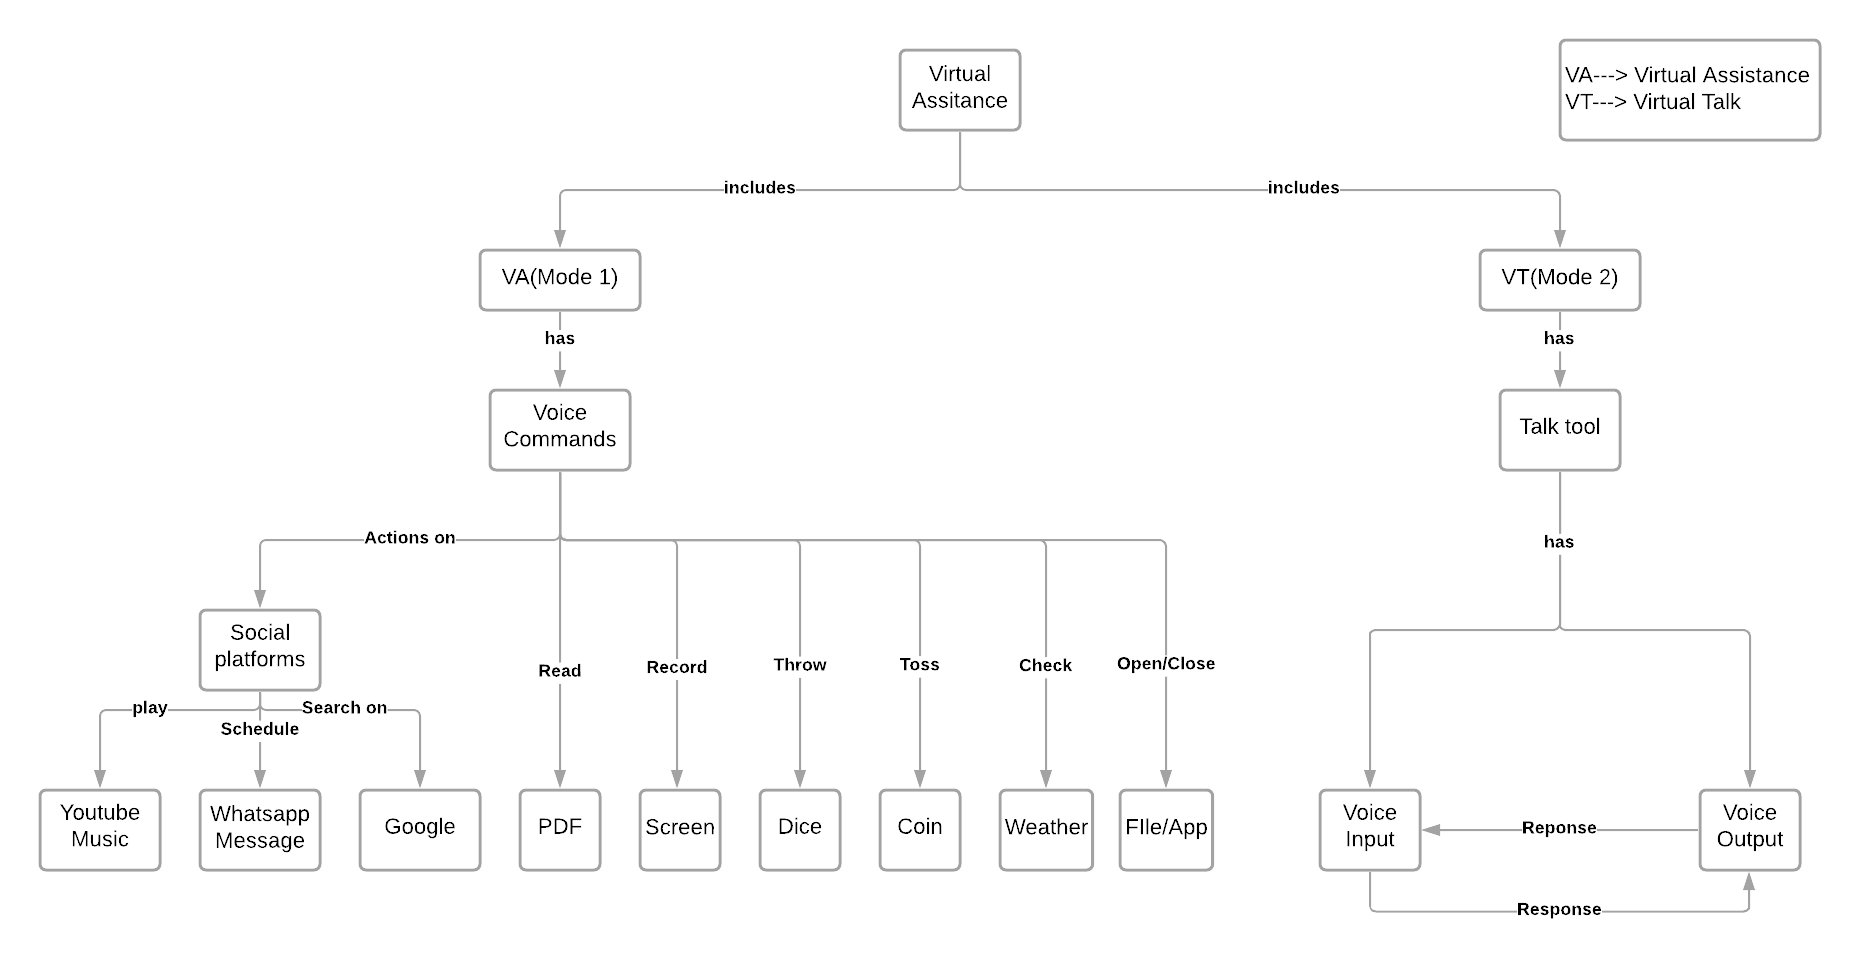 Virtual
Assitance
VA---> Virtual Assistance
VT---> Virtual Talk
includes
includes
VA(Mode 1)
VT(Mode 2)
has
has
Voice
Commands
Talk tool
Actions on
has
Social
platforms
Read
Record
Throw
Toss
Check
Open/Close
play
Schedule
Search on
Youtube
Music
Whatsapp
Message
Google
PDF
Screen
Dice
Coin
Weather
FIle/App
Voice
Input
Reponse
Voice
Output
Response